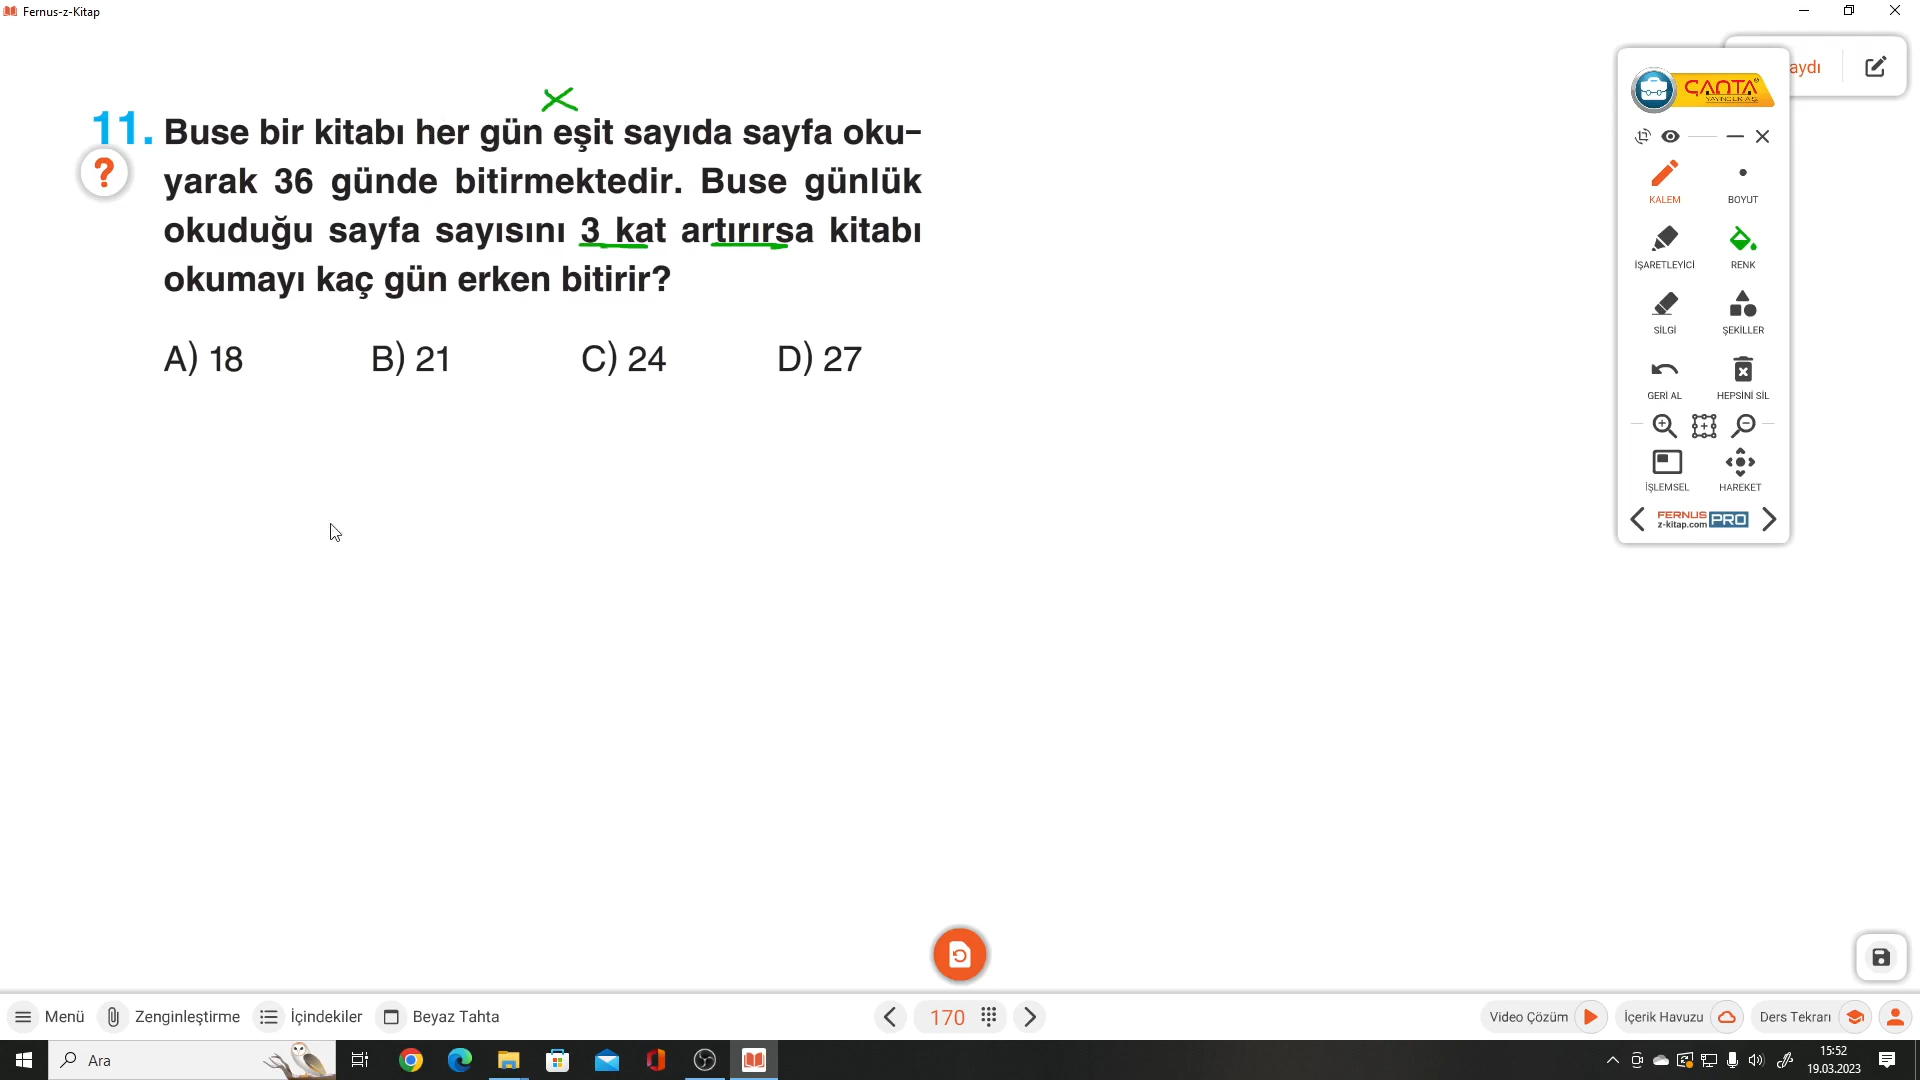 Fernus-z-Kitap
aydı
ÇANTA
YAYINCILIK A.Ş.
x
11. Buse bir kitabı her gün eşit sayıda sayfa oku-
yarak 36 günde bitirmektedir. Buse günlük
okuduğu sayfa sayısını 3 kat artırırsa kitabı
okumayı kaç gün erken bitirir?
?
A) 18 B) 21 C) 24 D) 27
KALEM BOYUT
İŞARETLEYİCİ RENK
SİLGİ ŞEKİLLER
GERİ AL HEPSİNİ SİL
İŞLEMSEL HAREKET
FERNUS PRO
z-kitap.com
Menü Zenginleştirme İçindekiler Beyaz Tahta 170 Video Çözüm İçerik Havuzu Ders Tekrarı
Ara
15:52
19.03.2023